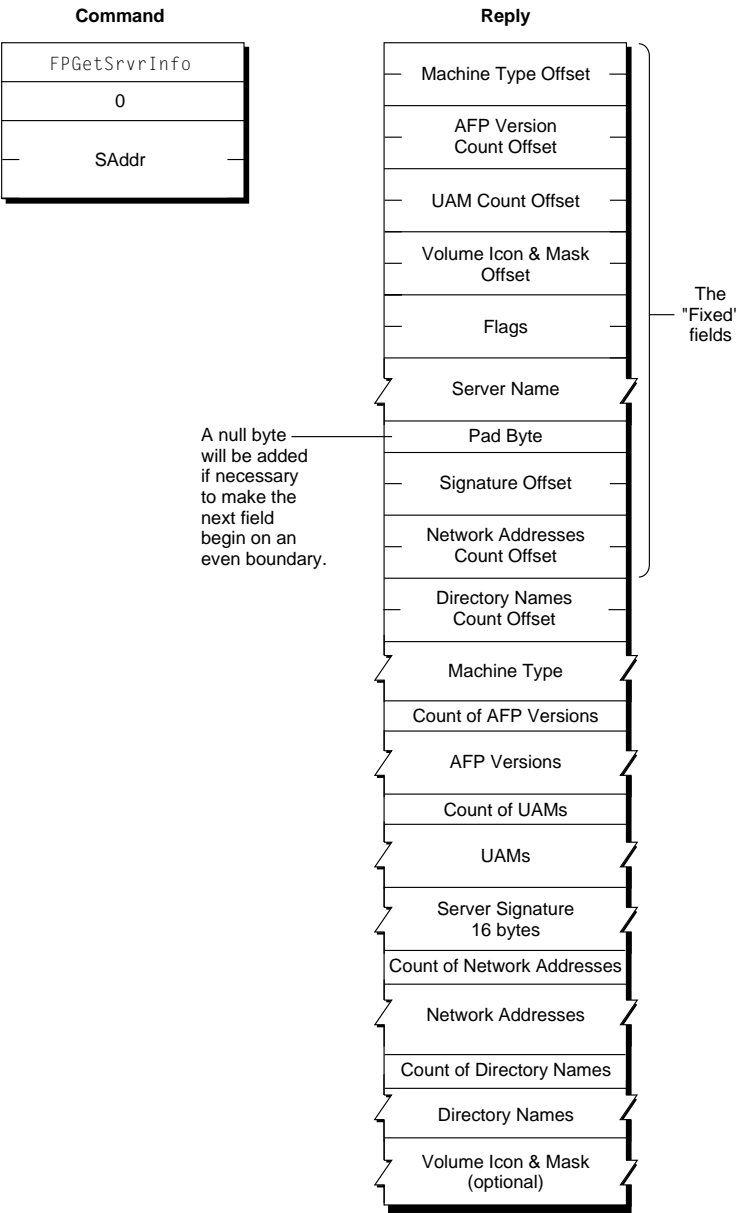 Command
FPGetSrvrInfo
0
SAddr
Reply
Machine Type Offset
AFP Version
Count Offset
UAM Count Offset
Volume Icon & Mask
Offset
Flags
Server Name
Pad Byte
Signature Offset
Network Addresses
Count Offset
Directory Names
Count Offset
Machine Type
Count of AFP Versions
AFP Versions
Count of UAMs
UAMs
Server Signature
16 bytes
Count of Network Addresses
Network Addresses
Count of Directory Names
Directory Names
Volume Icon & Mask
(optional)
The
"Fixed'
fields
A null byte
will be added
if necessary
to make the
next field
begin on an
even boundary.